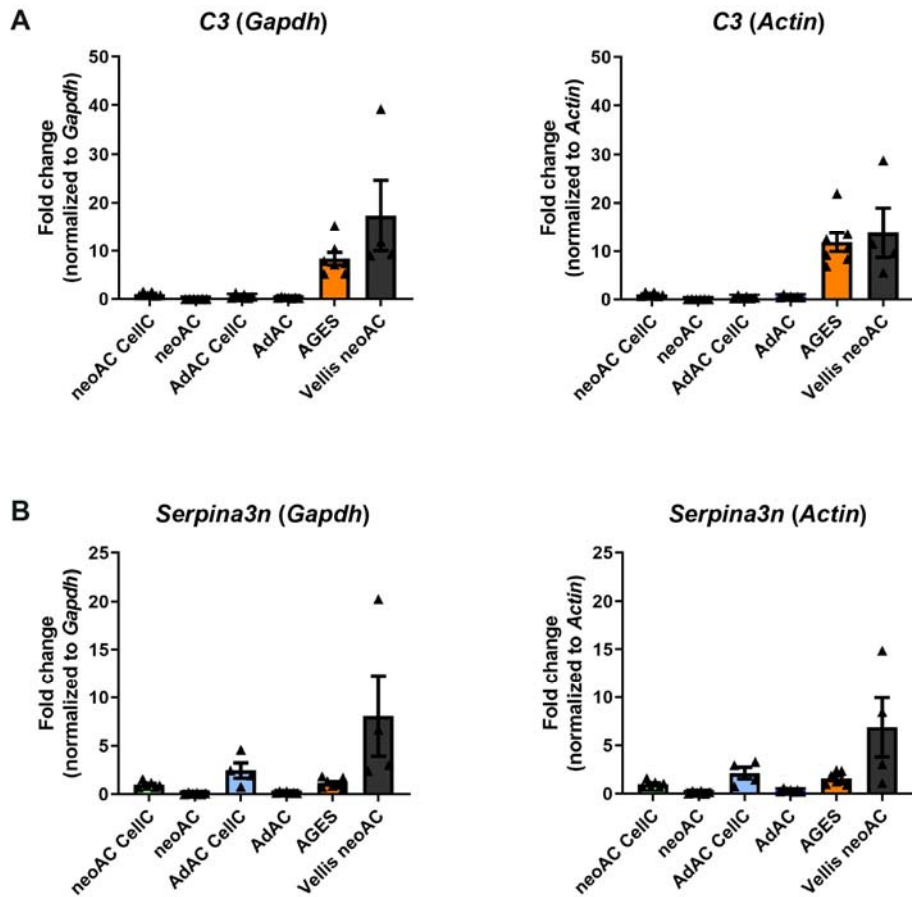 A
C3 (Gapdh)
Fold change
(normalized to Gapdh)
50
40
30
20
10
0
neoAC CellC
neoAC
AdAC CellC
AdAC
AGES
Vellis neoAC
C3 (Actin)
Fold change
(normalized to Actin)
50
40
30
20
10
0
neoAC CellC
neoAC
AdAC CellC
AdAC
AGES
Vellis neoAC
B
Serpina3n (Gapdh)
Fold change
(normalized to Gapdh)
25
20
15
10
5
0
neoAC CellC
neoAC
AdAC CellC
AdAC
AGES
Vellis neoAC
Serpina3n (Actin)
Fold change
(normalized to Actin)
25
20
15
10
5
0
neoAC CellC
neoAC
AdAC CellC
AdAC
AGES
Vellis neoAC